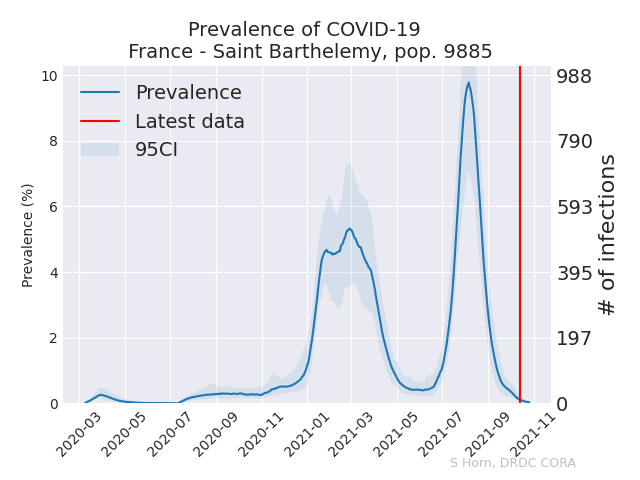 Prevalence of COVID-19
France - Saint Barthelemy, pop. 9885
Prevalence
Latest data
95CI
Prevalence (%)
10
8
6
4
2
0
988
790
593
395
197
0
# of infections
2020-03
2020-05
2020-07
2020-09
2020-11
2021-01
2021-03
2021-05
2021-07
2021-09
2021-11
S Horn, DRDC CORA